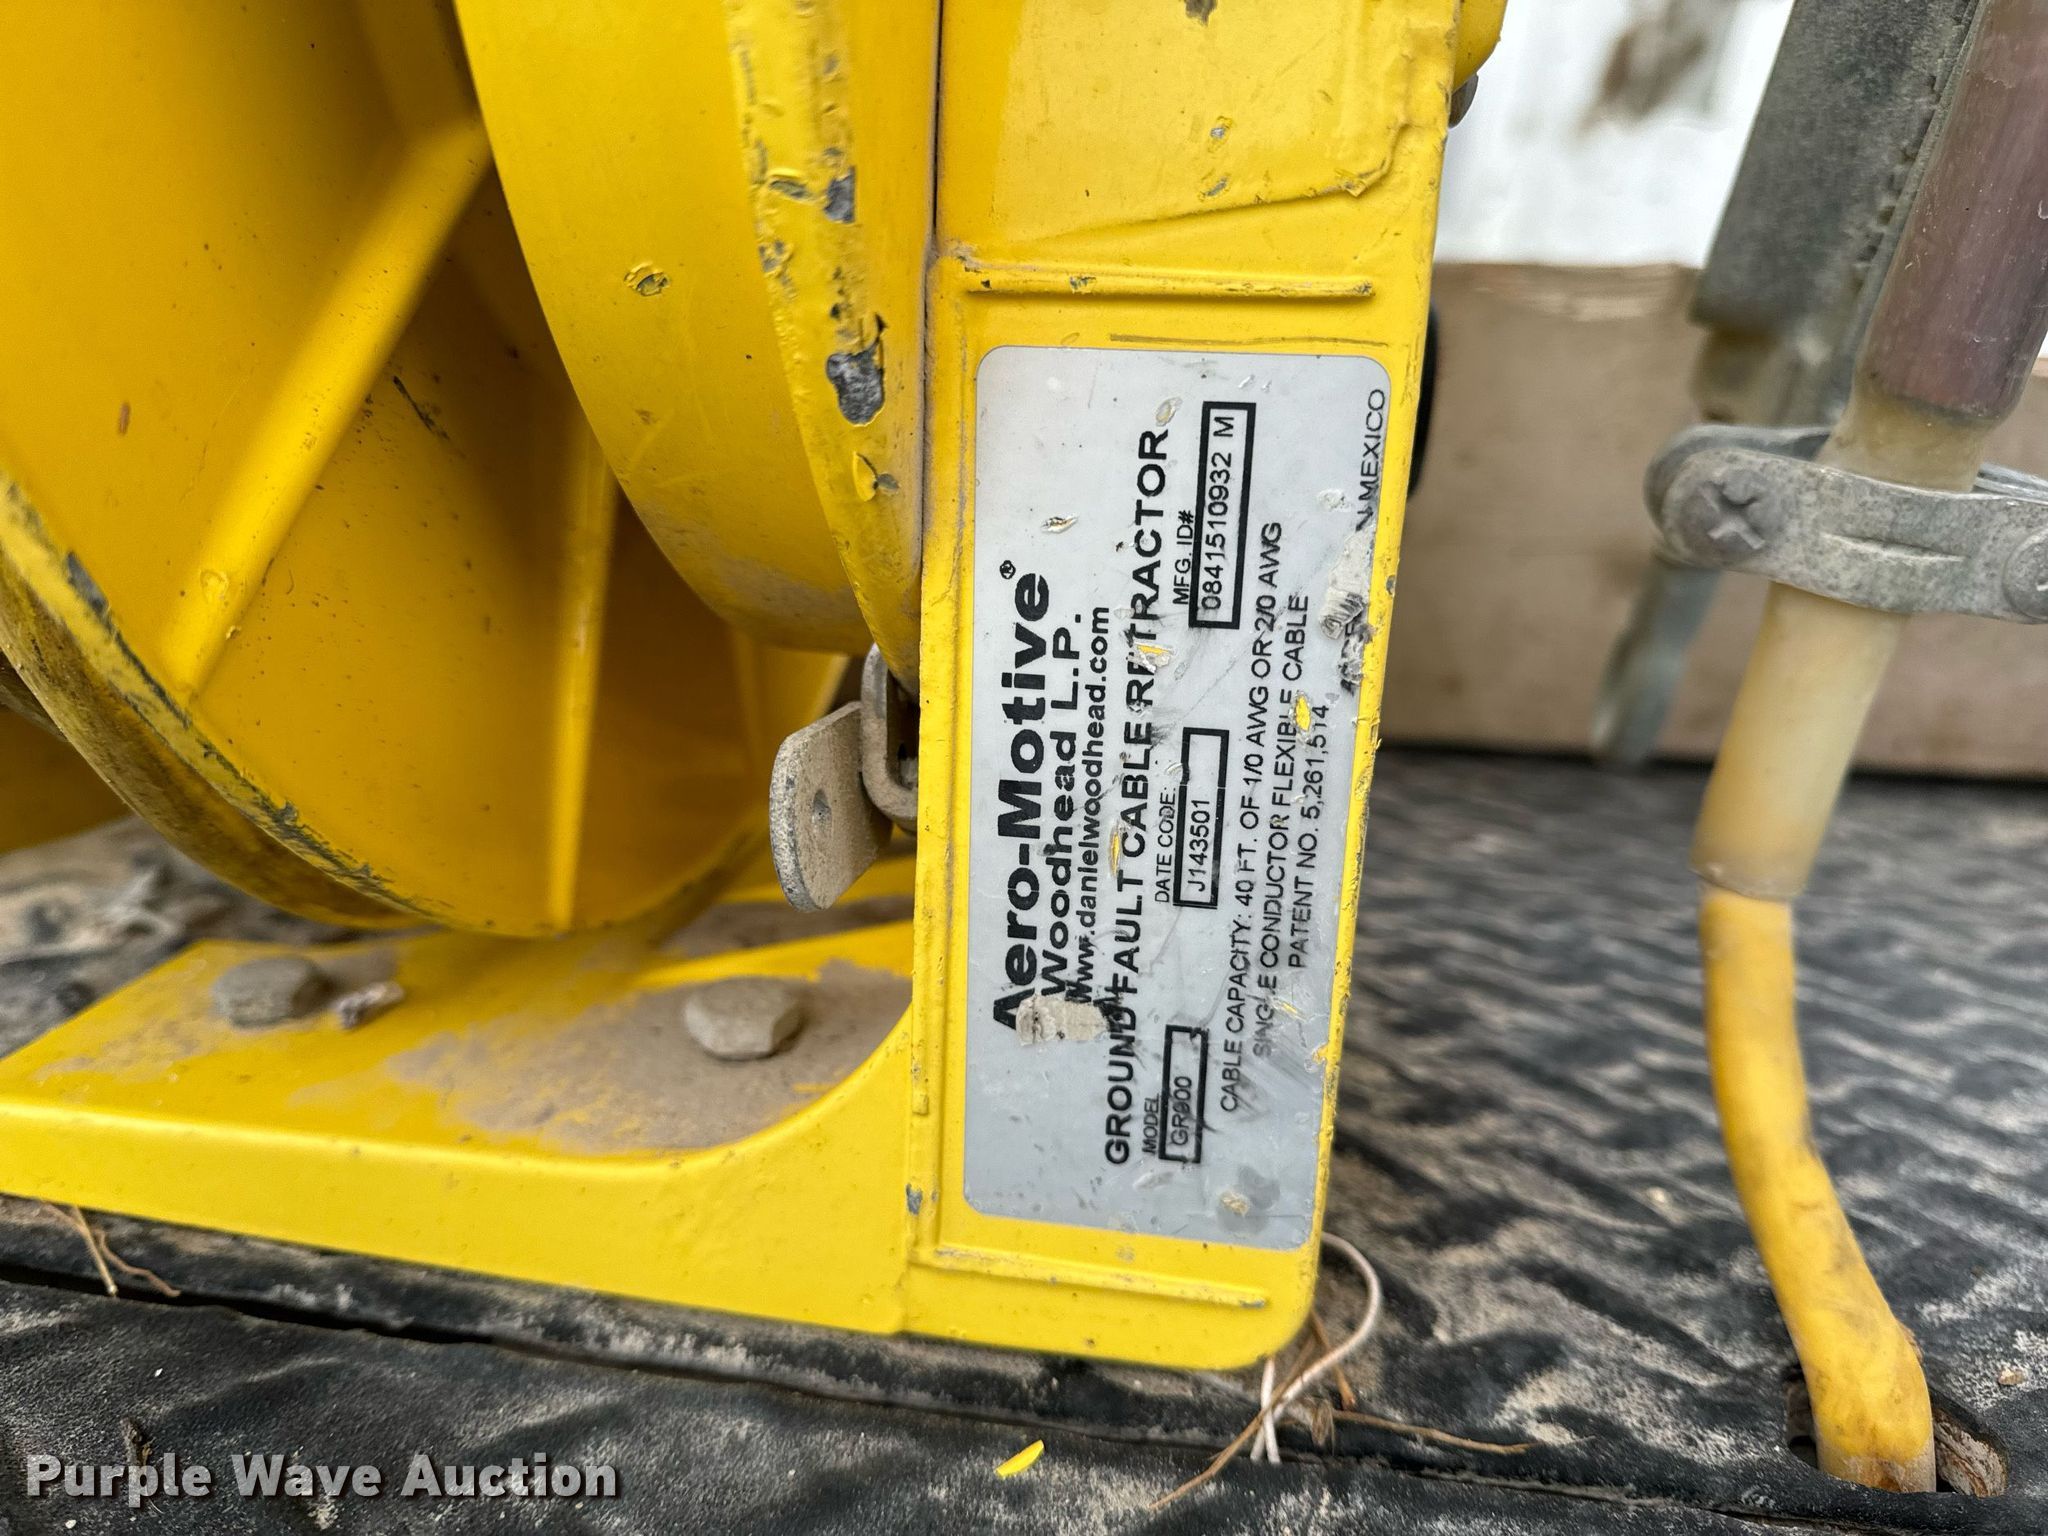 Aero-Motive®
Woodhead L.P.
www.danielwoodhead.com
GROUND FAULT CABLE RETRACTOR
MODEL DATE CODE: MFG. ID#
GR900 J143501 0841510932 M
CABLE CAPACITY: 40 FT. OF 1/0 AWG OR 2/0 AWG
SINGLE CONDUCTOR FLEXIBLE CABLE
PATENT NO. 5,261,514
MEXICO
Purple Wave Auction